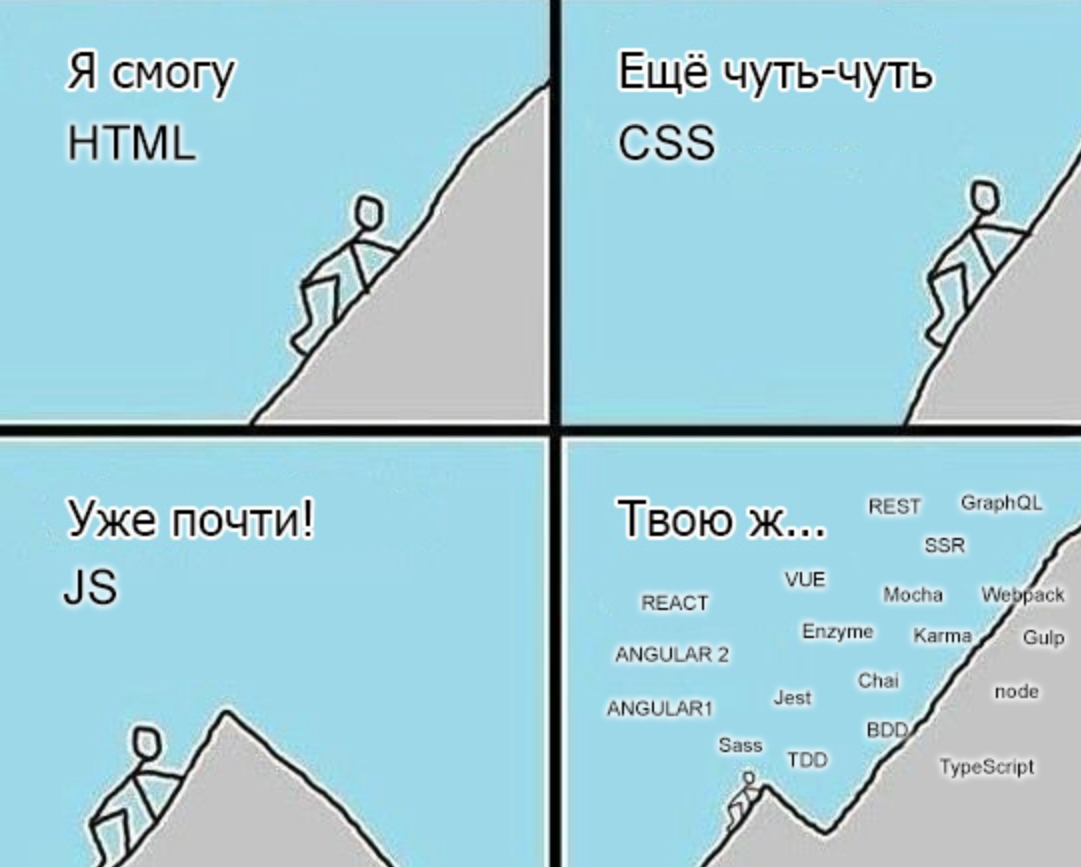 Я смогу
HTML
Ещё чуть-чуть
CSS
Уже почти!
JS
Твою ж...
REST
GraphQL
SSR
VUE
REACT
Mocha
Webpack
Enzyme
Karma
Gulp
ANGULAR 2
Chai
node
Jest
ANGULAR1
BDD
Sass
TDD
TypeScript